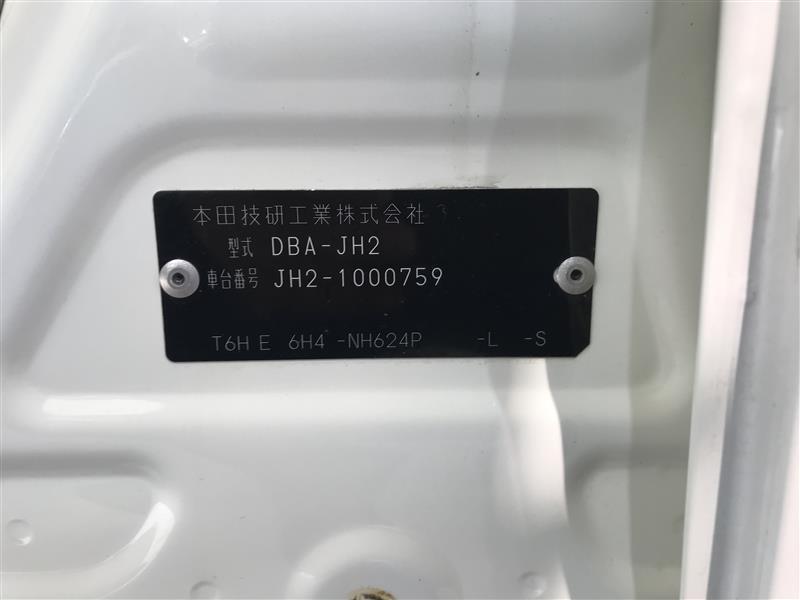 本田技研工業株式会社
型式 DBA-JH2
車台番号 JH2-1000759
T6H E 6H4 -NH624P -L -S